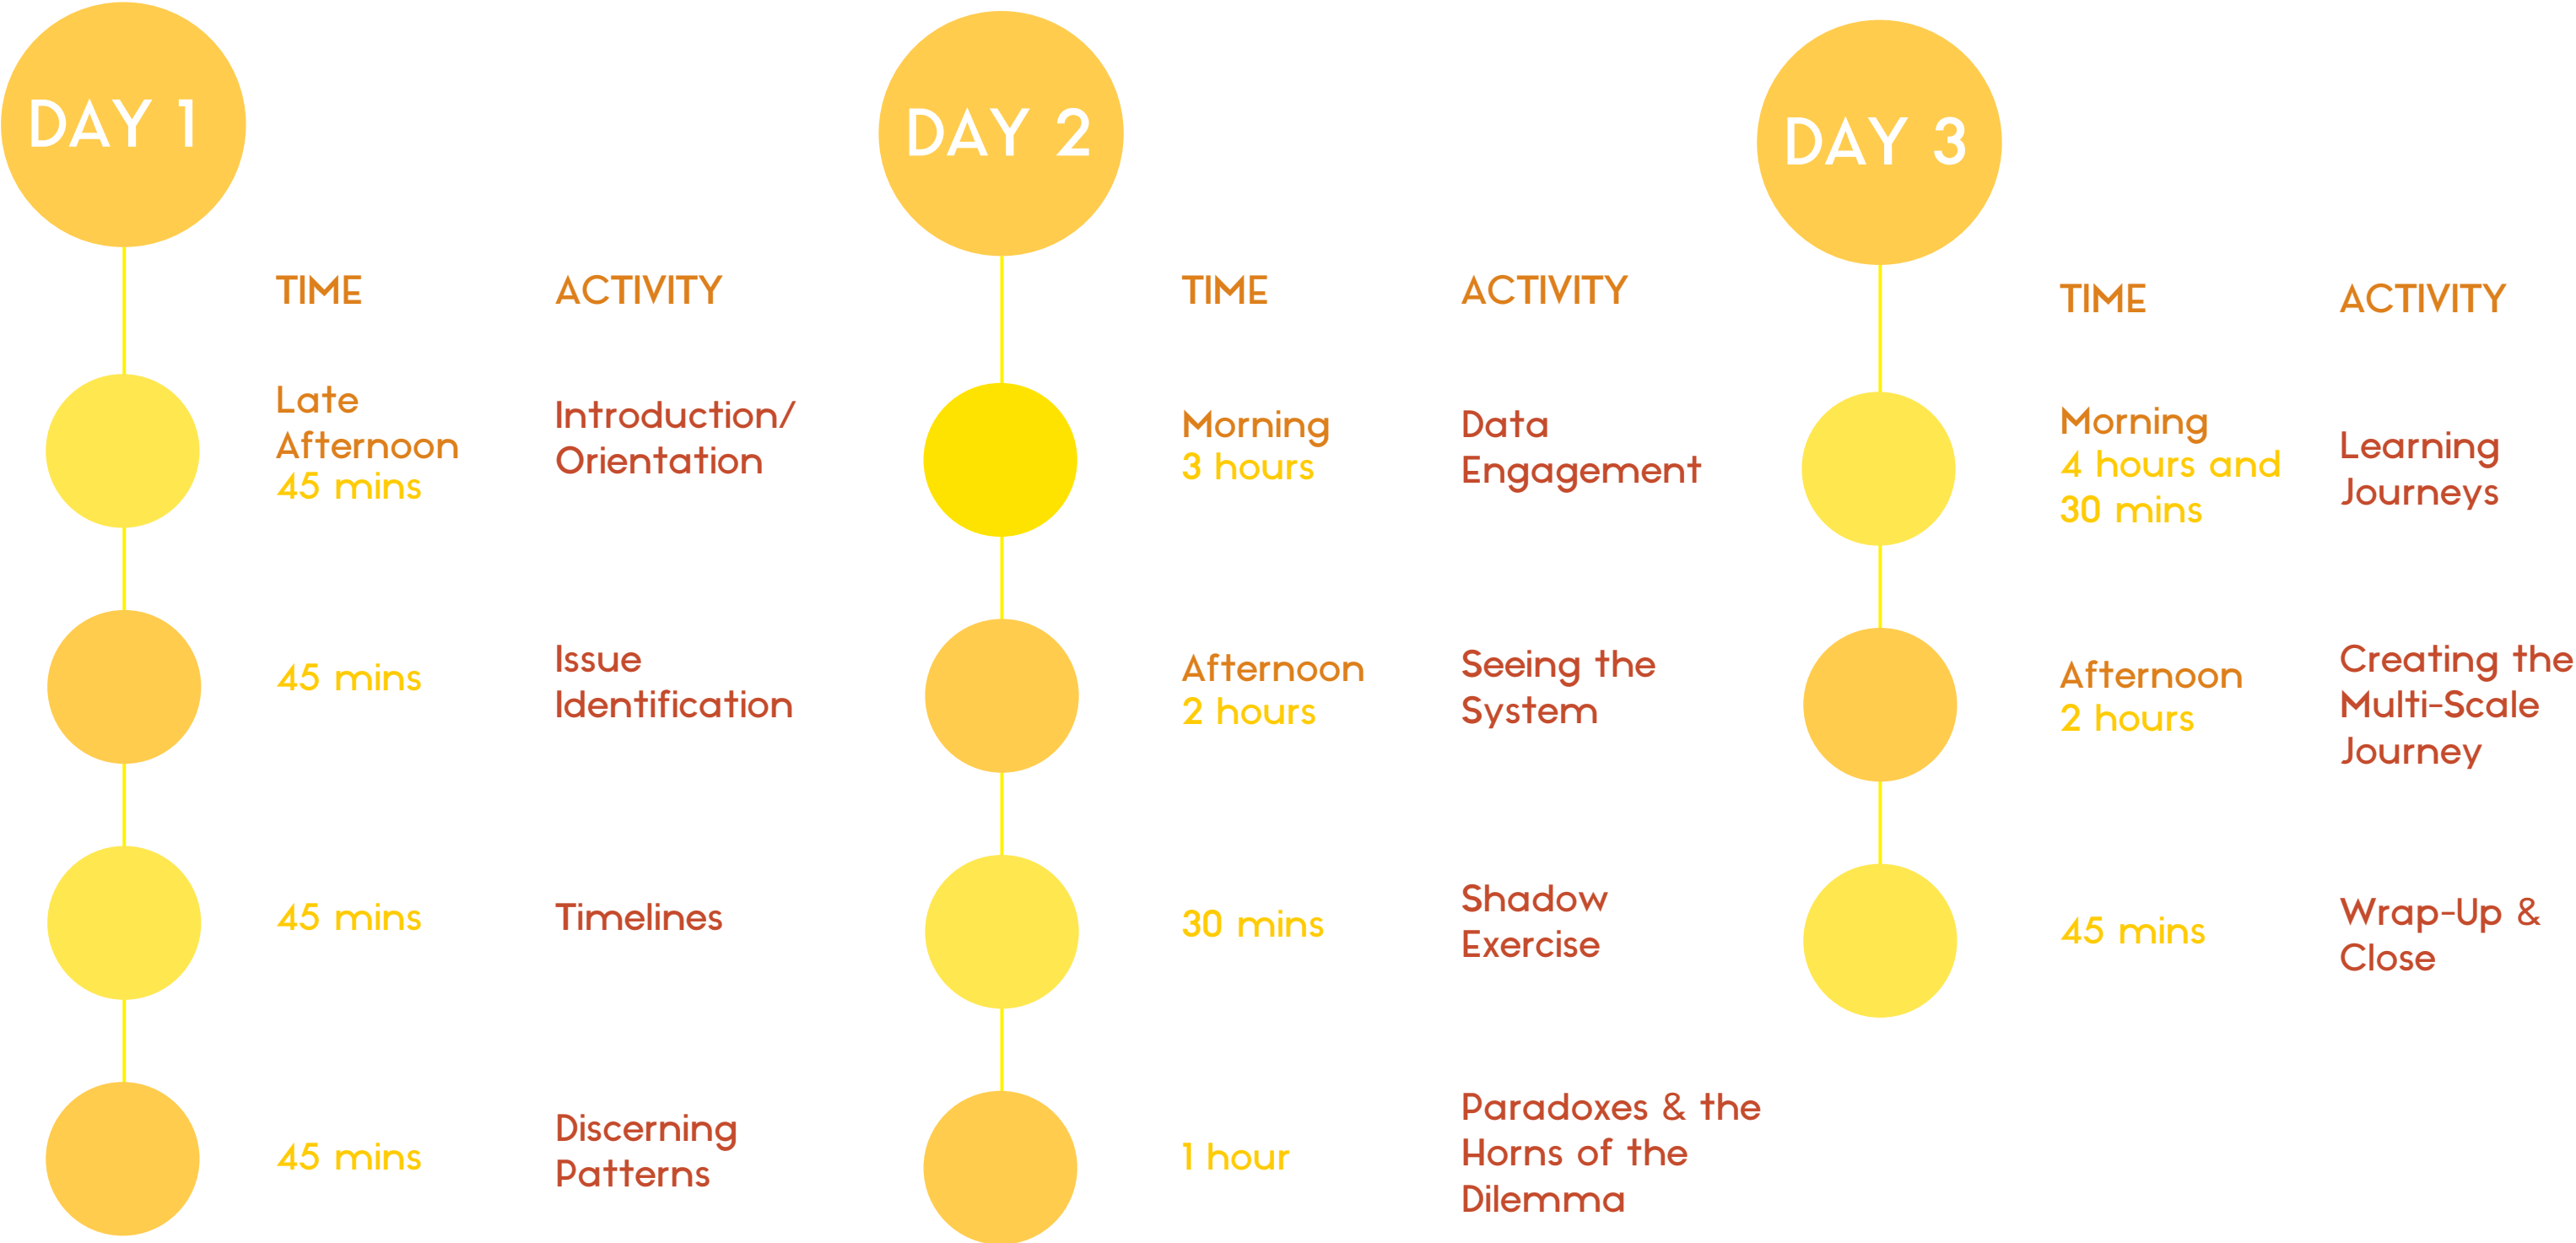 DAY 1
TIME
ACTIVITY
Late
Afternoon
45 mins
Introduction/
Orientation
45 mins
Issue
Identification
45 mins
Timelines
45 mins
Discerning
Patterns
DAY 2
TIME
ACTIVITY
Morning
3 hours
Data
Engagement
Afternoon
2 hours
Seeing the
System
30 mins
Shadow
Exercise
1 hour
Paradoxes & the
Horns of the
Dilemma
DAY 3
TIME
ACTIVITY
Morning
4 hours and
30 mins
Learning
Journeys
Afternoon
2 hours
Creating the
Multi-Scale
Journey
45 mins
Wrap-Up &
Close